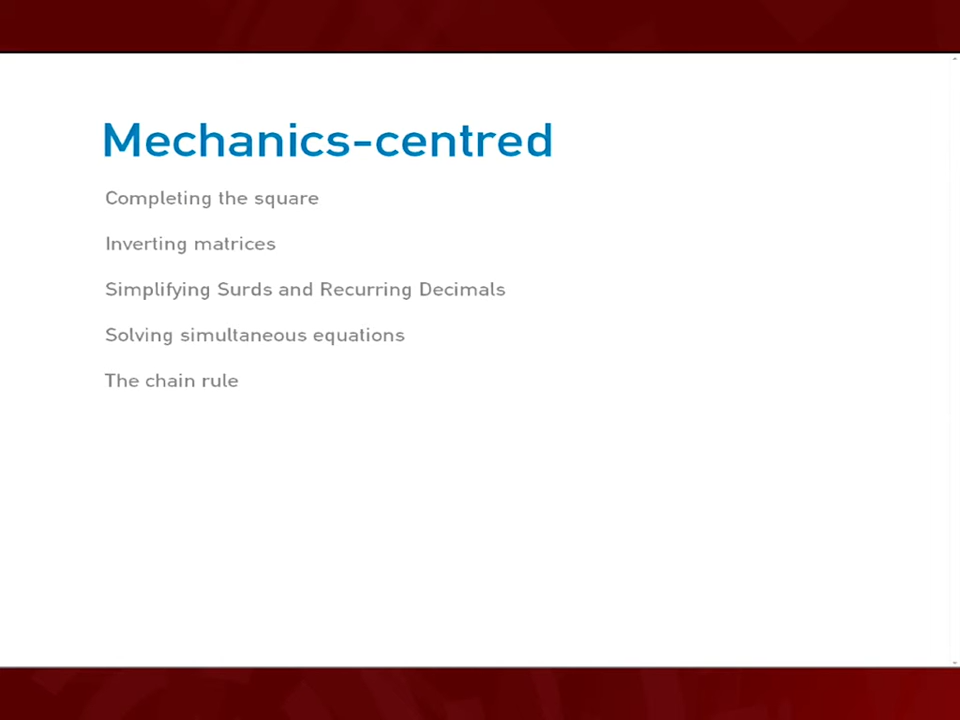 Mechanics-centred
Completing the square
Inverting matrices
Simplifying Surds and Recurring Decimals
Solving simultaneous equations
The chain rule